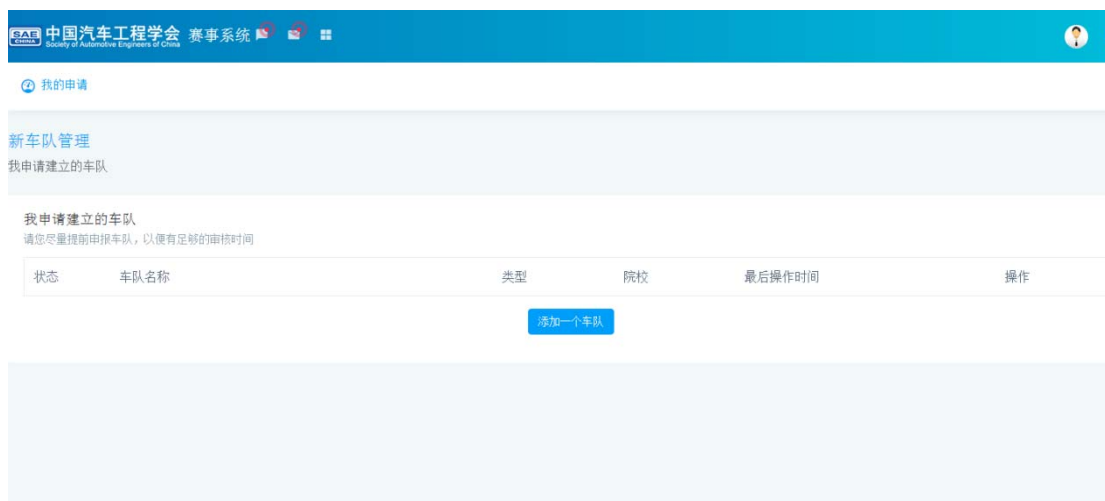 SAE 中国汽车工程学会 赛事系统
CHINA Society of Automotive Engineers of China
我的申请
新车队管理
我申请建立的车队
我申请建立的车队
请您尽量提前申报车队，以便有足够的审核时间
状态 车队名称 类型 院校 最后操作时间 操作
添加一个车队